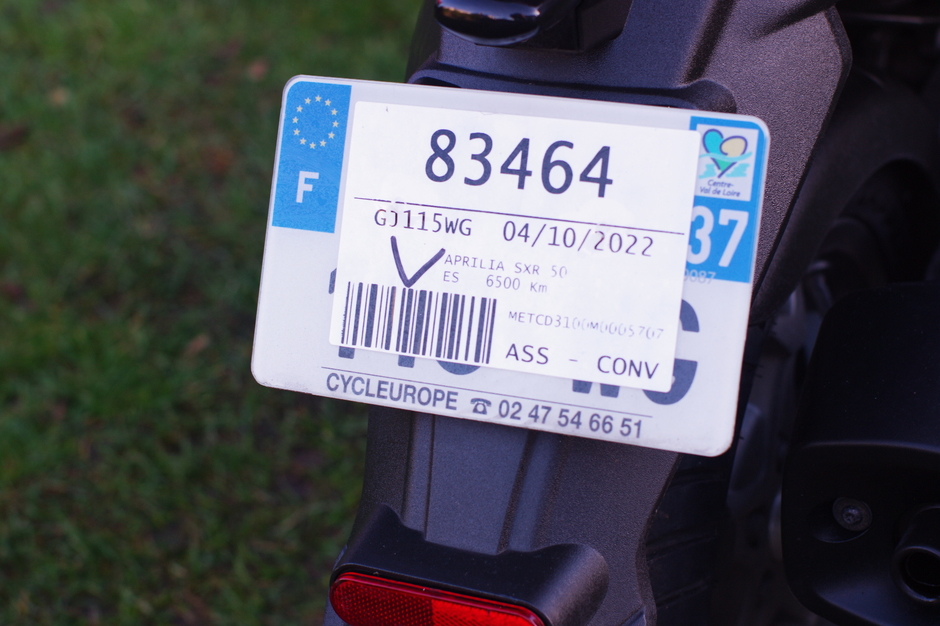 F
83464
GJ115WG 04/10/2022
APRILIA SXR 50
ES 6500 Km
ASS - CONV
Centre-
Val de Loire
37
CYCLEUROPE ☎ 02 47 54 66 51